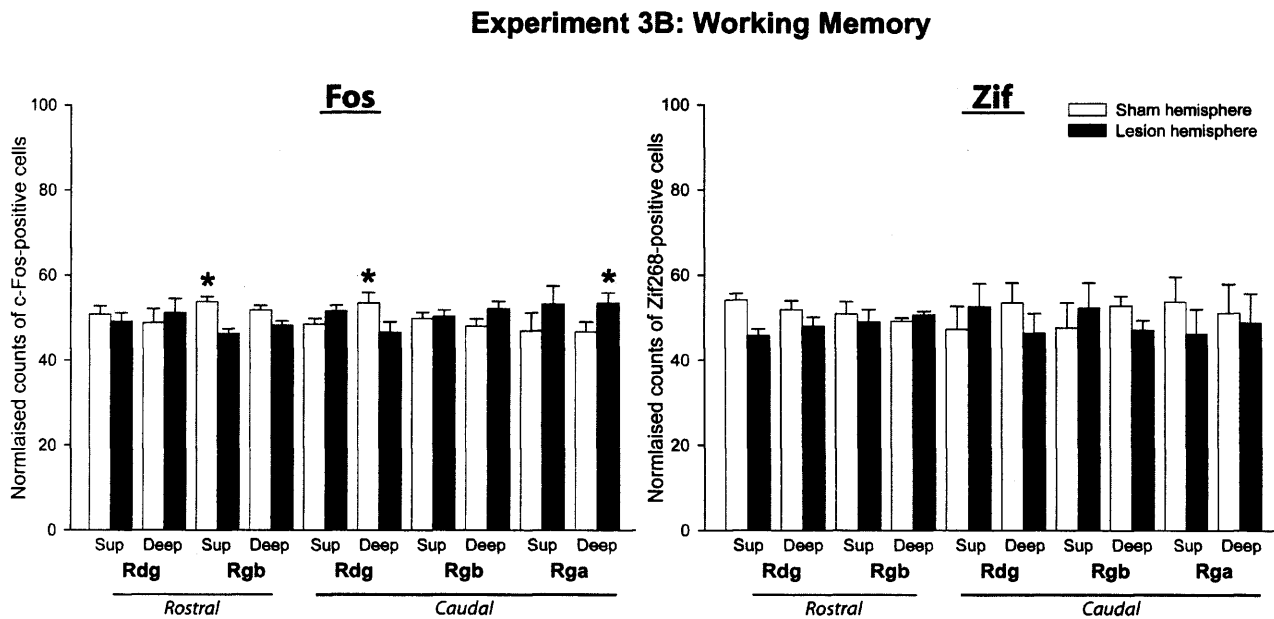 Experiment 3B: Working Memory
Fos
100
80
60
40
20
0
Normlaised counts of c-Fos-positive cells
* * *
Sup Deep Sup Deep Sup Deep Sup Deep Sup Deep
Rdg Rgb Rdg Rgb Rga
Rostral Caudal
Zif
Sham hemisphere
Lesion hemisphere
100
80
60
40
20
0
Normlaised counts of Zif268-positive cells
Sup Deep Sup Deep Sup Deep Sup Deep Sup Deep
Rdg Rgb Rdg Rgb Rga
Rostral Caudal